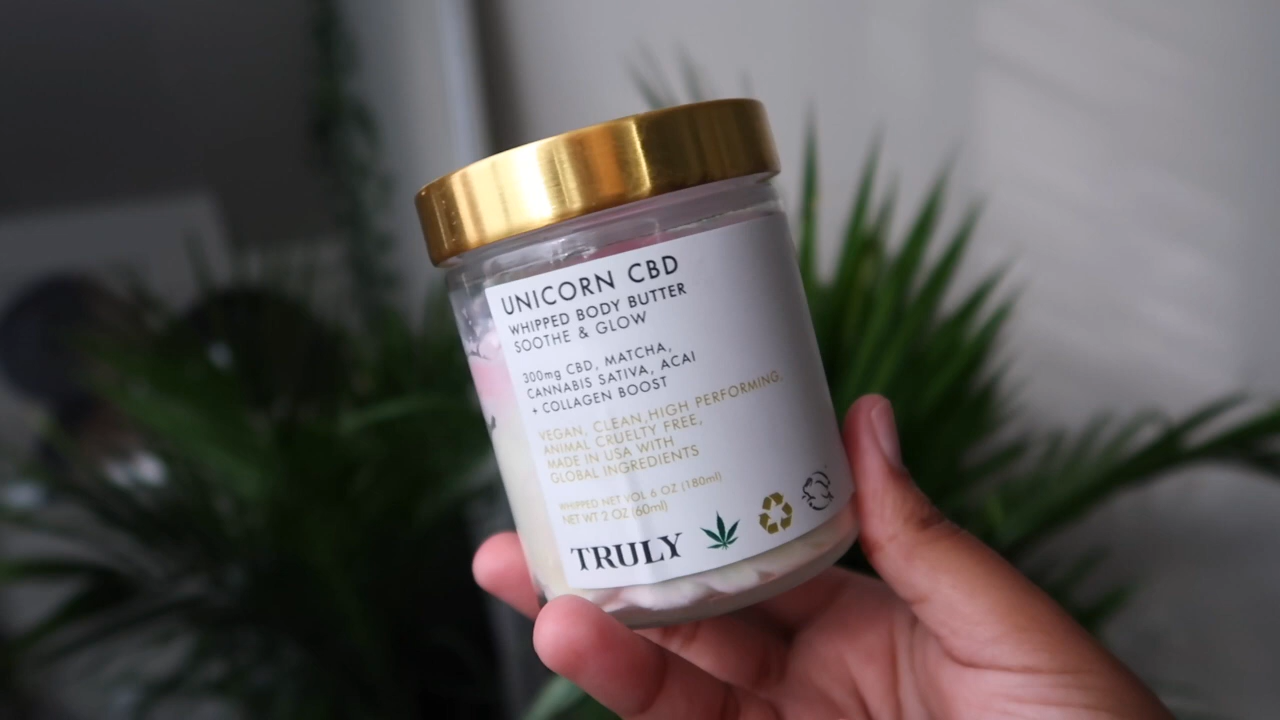 UNICORN CBD
WHIPPED BODY BUTTER
SOOTHE & GLOW
300mg CBD, MATCHA,
CANNABIS SATIVA, ACAI
+ COLLAGEN BOOST
VEGAN, CLEAN,HIGH PERFORMING,
ANIMAL CRUELTY FREE,
MADE IN USA WITH
GLOBAL INGREDIENTS
WHIPPED NET VOL 6 OZ (180ml)
NET WT 2 OZ (60ml)
TRULY